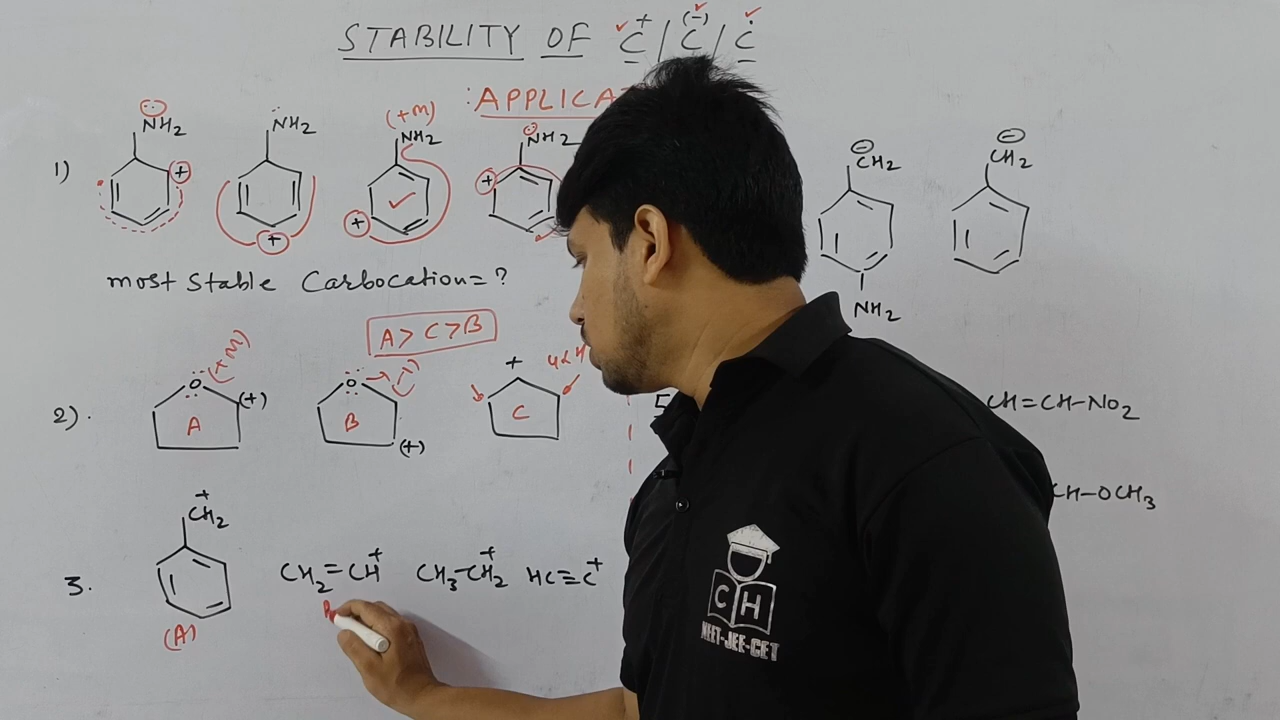 STABILITY OF C⁺ / C(-) / Ċ
: APPLICA
1)
NH2
+
NH2
+
(+M)
NH2
+
NH2
+
⊖CH2
NH2
⊖
CH2
most stable Carbocation = ?
A > C > B
2).
O
(+M)
(+)
A
O
(-I)
(+)
B
+
C
4αH
CH=CH-NO2
CH-OCH3
3.
+
CH2
(A)
CH2=CH⁺
CH3-CH2⁺
HC≡C⁺
C H
NEET-JEE-CET